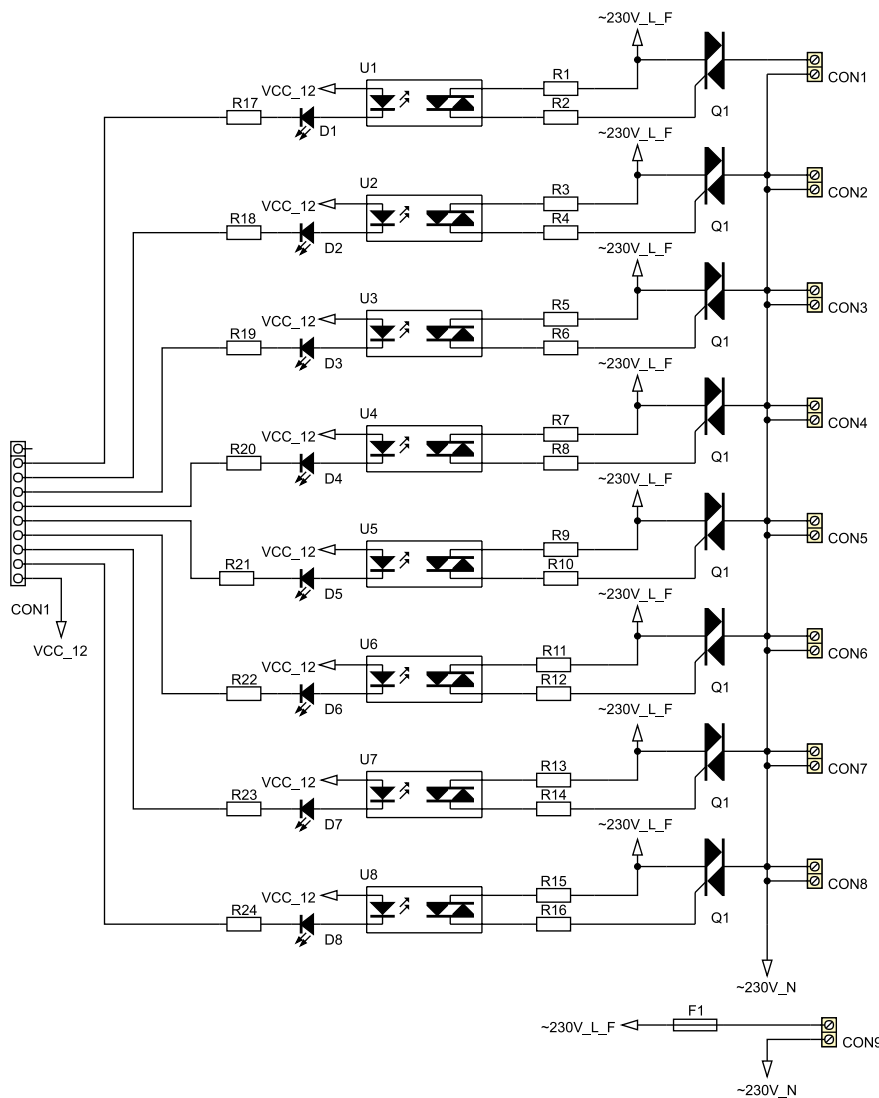 ~230V_L_F
U1
VCC_12
R1
CON1
R17
R2
Q1
D1
~230V_L_F
U2
VCC_12
R3
CON2
R18
R4
Q1
D2
~230V_L_F
U3
VCC_12
R5
CON3
R19
R6
Q1
D3
~230V_L_F
U4
VCC_12
R7
CON4
R20
R8
Q1
D4
~230V_L_F
U5
VCC_12
R9
CON5
R21
R10
Q1
D5
CON1
VCC_12
~230V_L_F
U6
VCC_12
R11
CON6
R22
R12
Q1
D6
~230V_L_F
U7
VCC_12
R13
CON7
R23
R14
Q1
D7
~230V_L_F
U8
VCC_12
R15
CON8
R24
R16
Q1
D8
~230V_N
F1
~230V_L_F
CON9
~230V_N